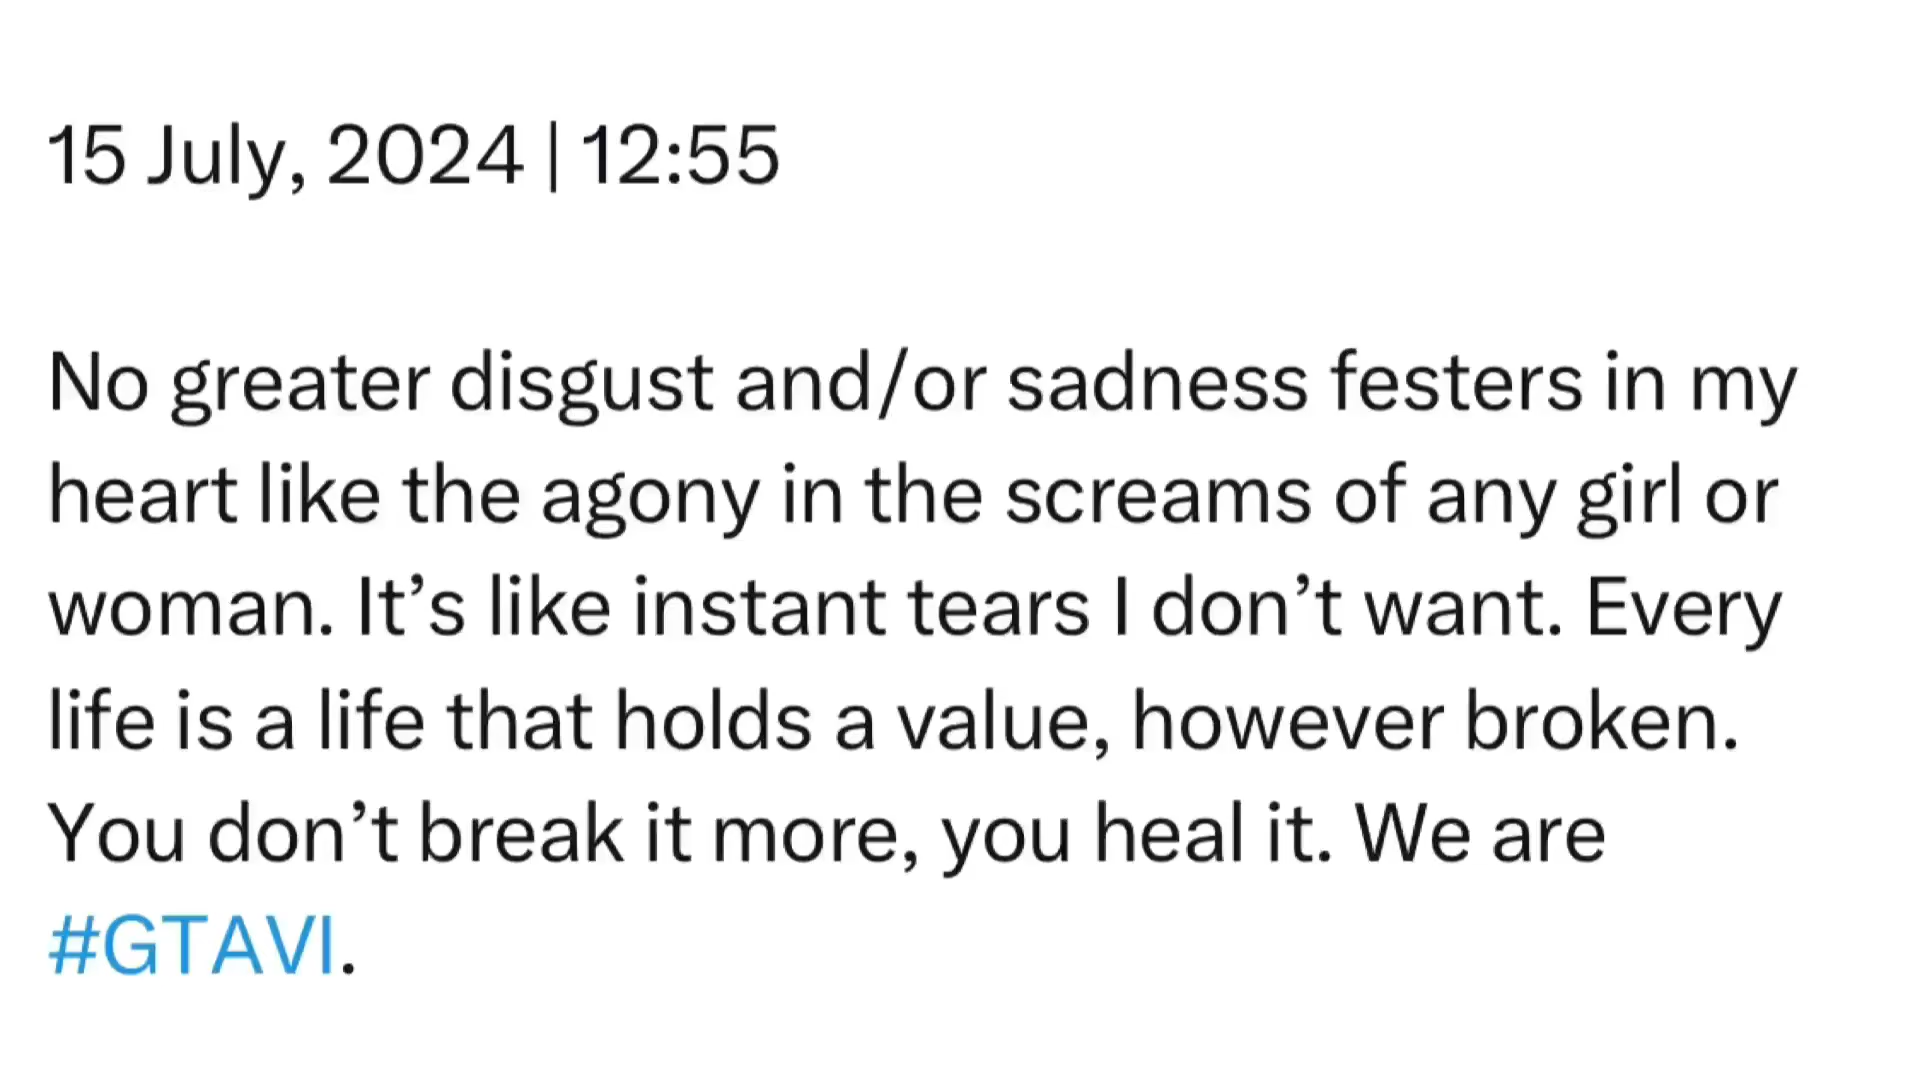 15 July, 2024 | 12:55
No greater disgust and/or sadness festers in my
heart like the agony in the screams of any girl or
woman. It’s like instant tears I don’t want. Every
life is a life that holds a value, however broken.
You don’t break it more, you heal it. We are
#GTAVI.